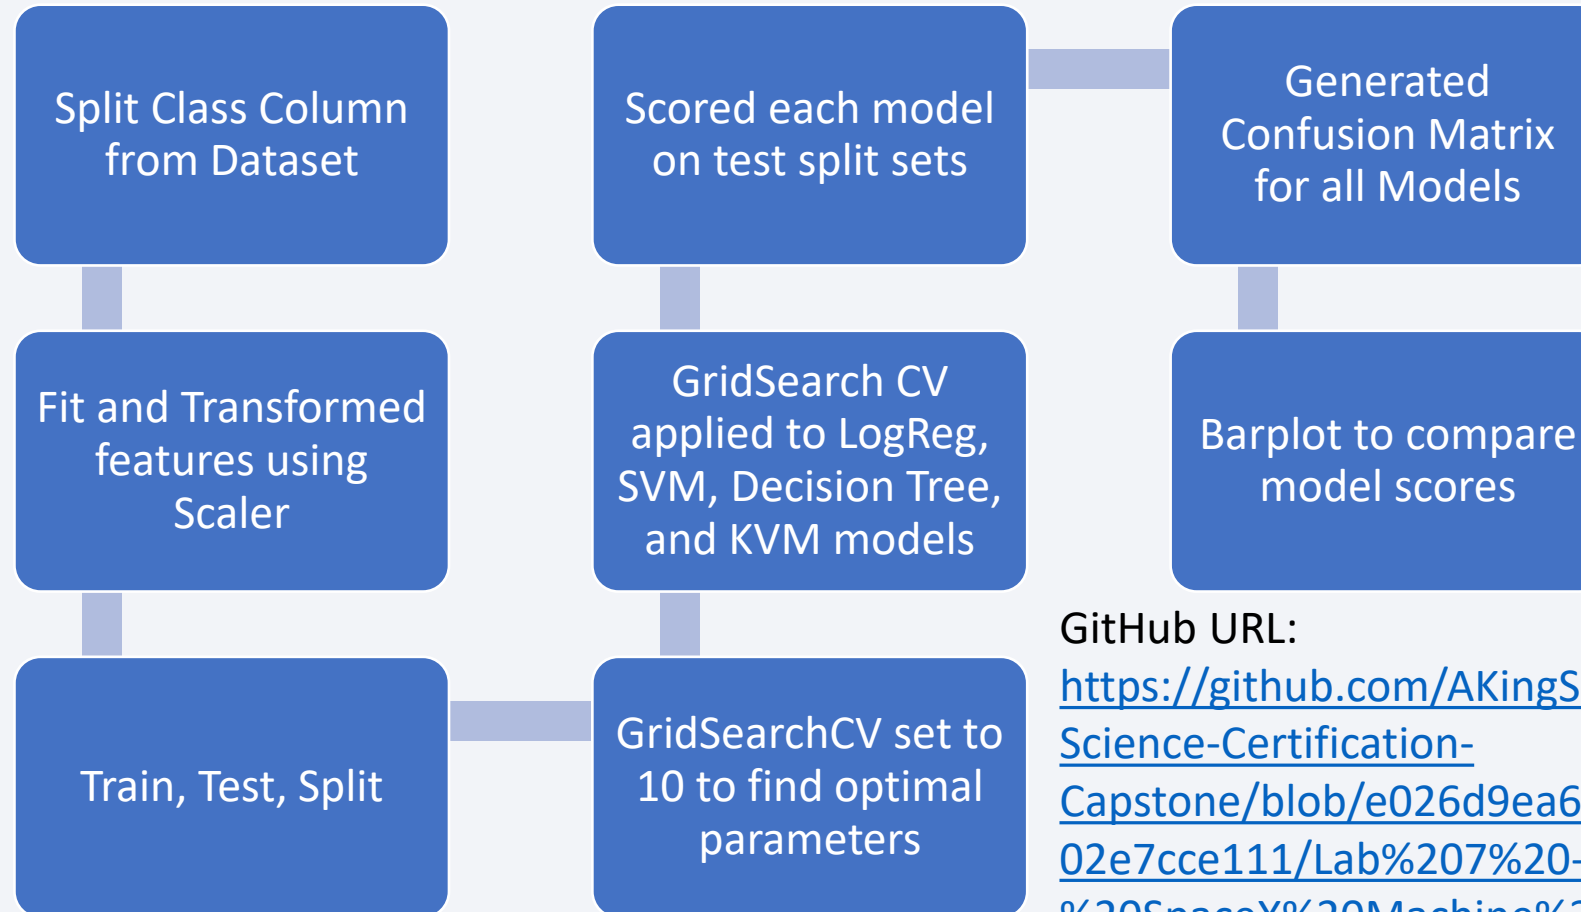 Split Class Column
from Dataset
Fit and Transformed
features using
Scaler
Train, Test, Split
GridSearchCV set to
10 to find optimal
parameters
GridSearch CV
applied to LogReg,
SVM, Decision Tree,
and KVM models
Scored each model
on test split sets
Generated
Confusion Matrix
for all Models
Barplot to compare
model scores
GitHub URL:
https://github.com/AKingS
Science-Certification-
Capstone/blob/e026d9ea6
02e7cce111/Lab%207%20-
%20SpaceX%20Machine%2